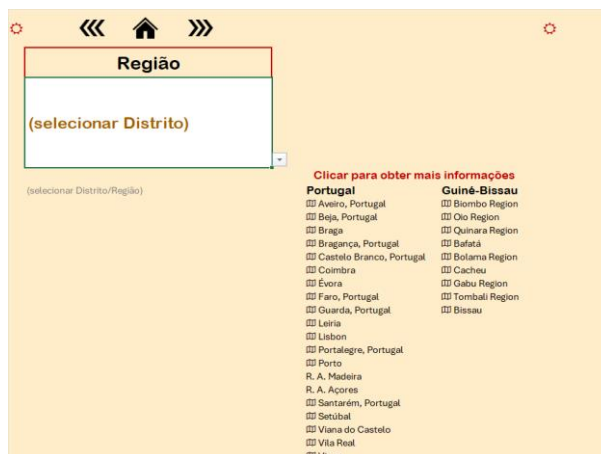 Região
(selecionar Distrito)
(selecionar Distrito/Região)
Clicar para obter mais informações
Portugal
Aveiro, Portugal
Beja, Portugal
Braga
Bragança, Portugal
Castelo Branco, Portugal
Coimbra
Évora
Faro, Portugal
Guarda, Portugal
Leiria
Lisbon
Portalegre, Portugal
Porto
R. A. Madeira
R. A. Açores
Santarém, Portugal
Setúbal
Viana do Castelo
Vila Real
Guiné-Bissau
Biombo Region
Oio Region
Quinara Region
Bafatá
Bolama Region
Cacheu
Gabu Region
Tombali Region
Bissau